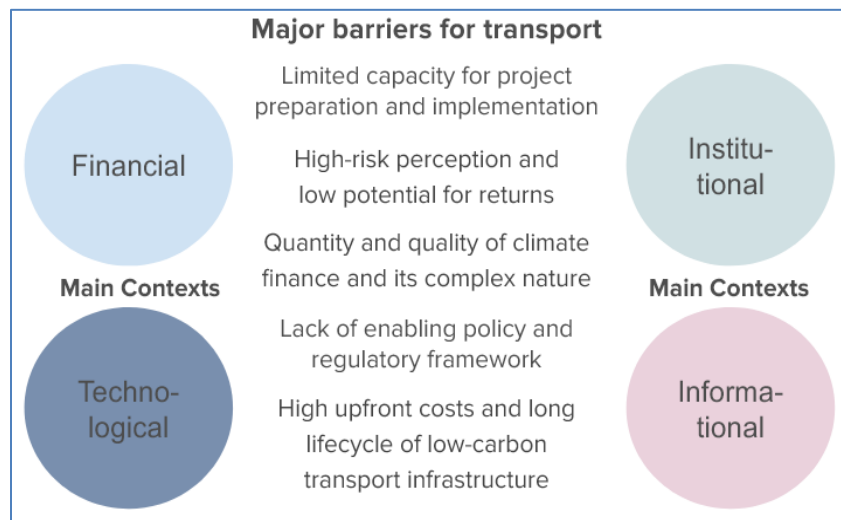 Major barriers for transport
Limited capacity for project
preparation and implementation
Financial
High-risk perception and
low potential for returns
Institu-
tional
Quantity and quality of climate
finance and its complex nature
Main Contexts
Main Contexts
Lack of enabling policy and
regulatory framework
Techno-
logical
High upfront costs and long
lifecycle of low-carbon
transport infrastructure
Informa-
tional